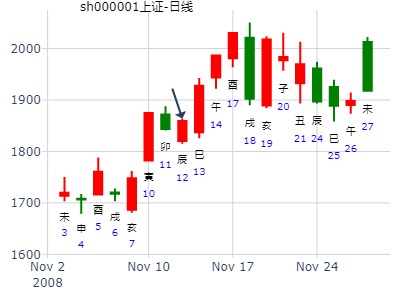 sh000001上证-日线
2000
1900
1800
1700
1600
未
3
申
4
酉
5
戌
6
亥
7
寅
10
卯
11
辰
12
巳
13
午
14
酉
17
戌
18
亥
19
子
20
丑
21
辰
24
巳
25
午
26
未
27
Nov 2
2008
Nov 10
Nov 17
Nov 24